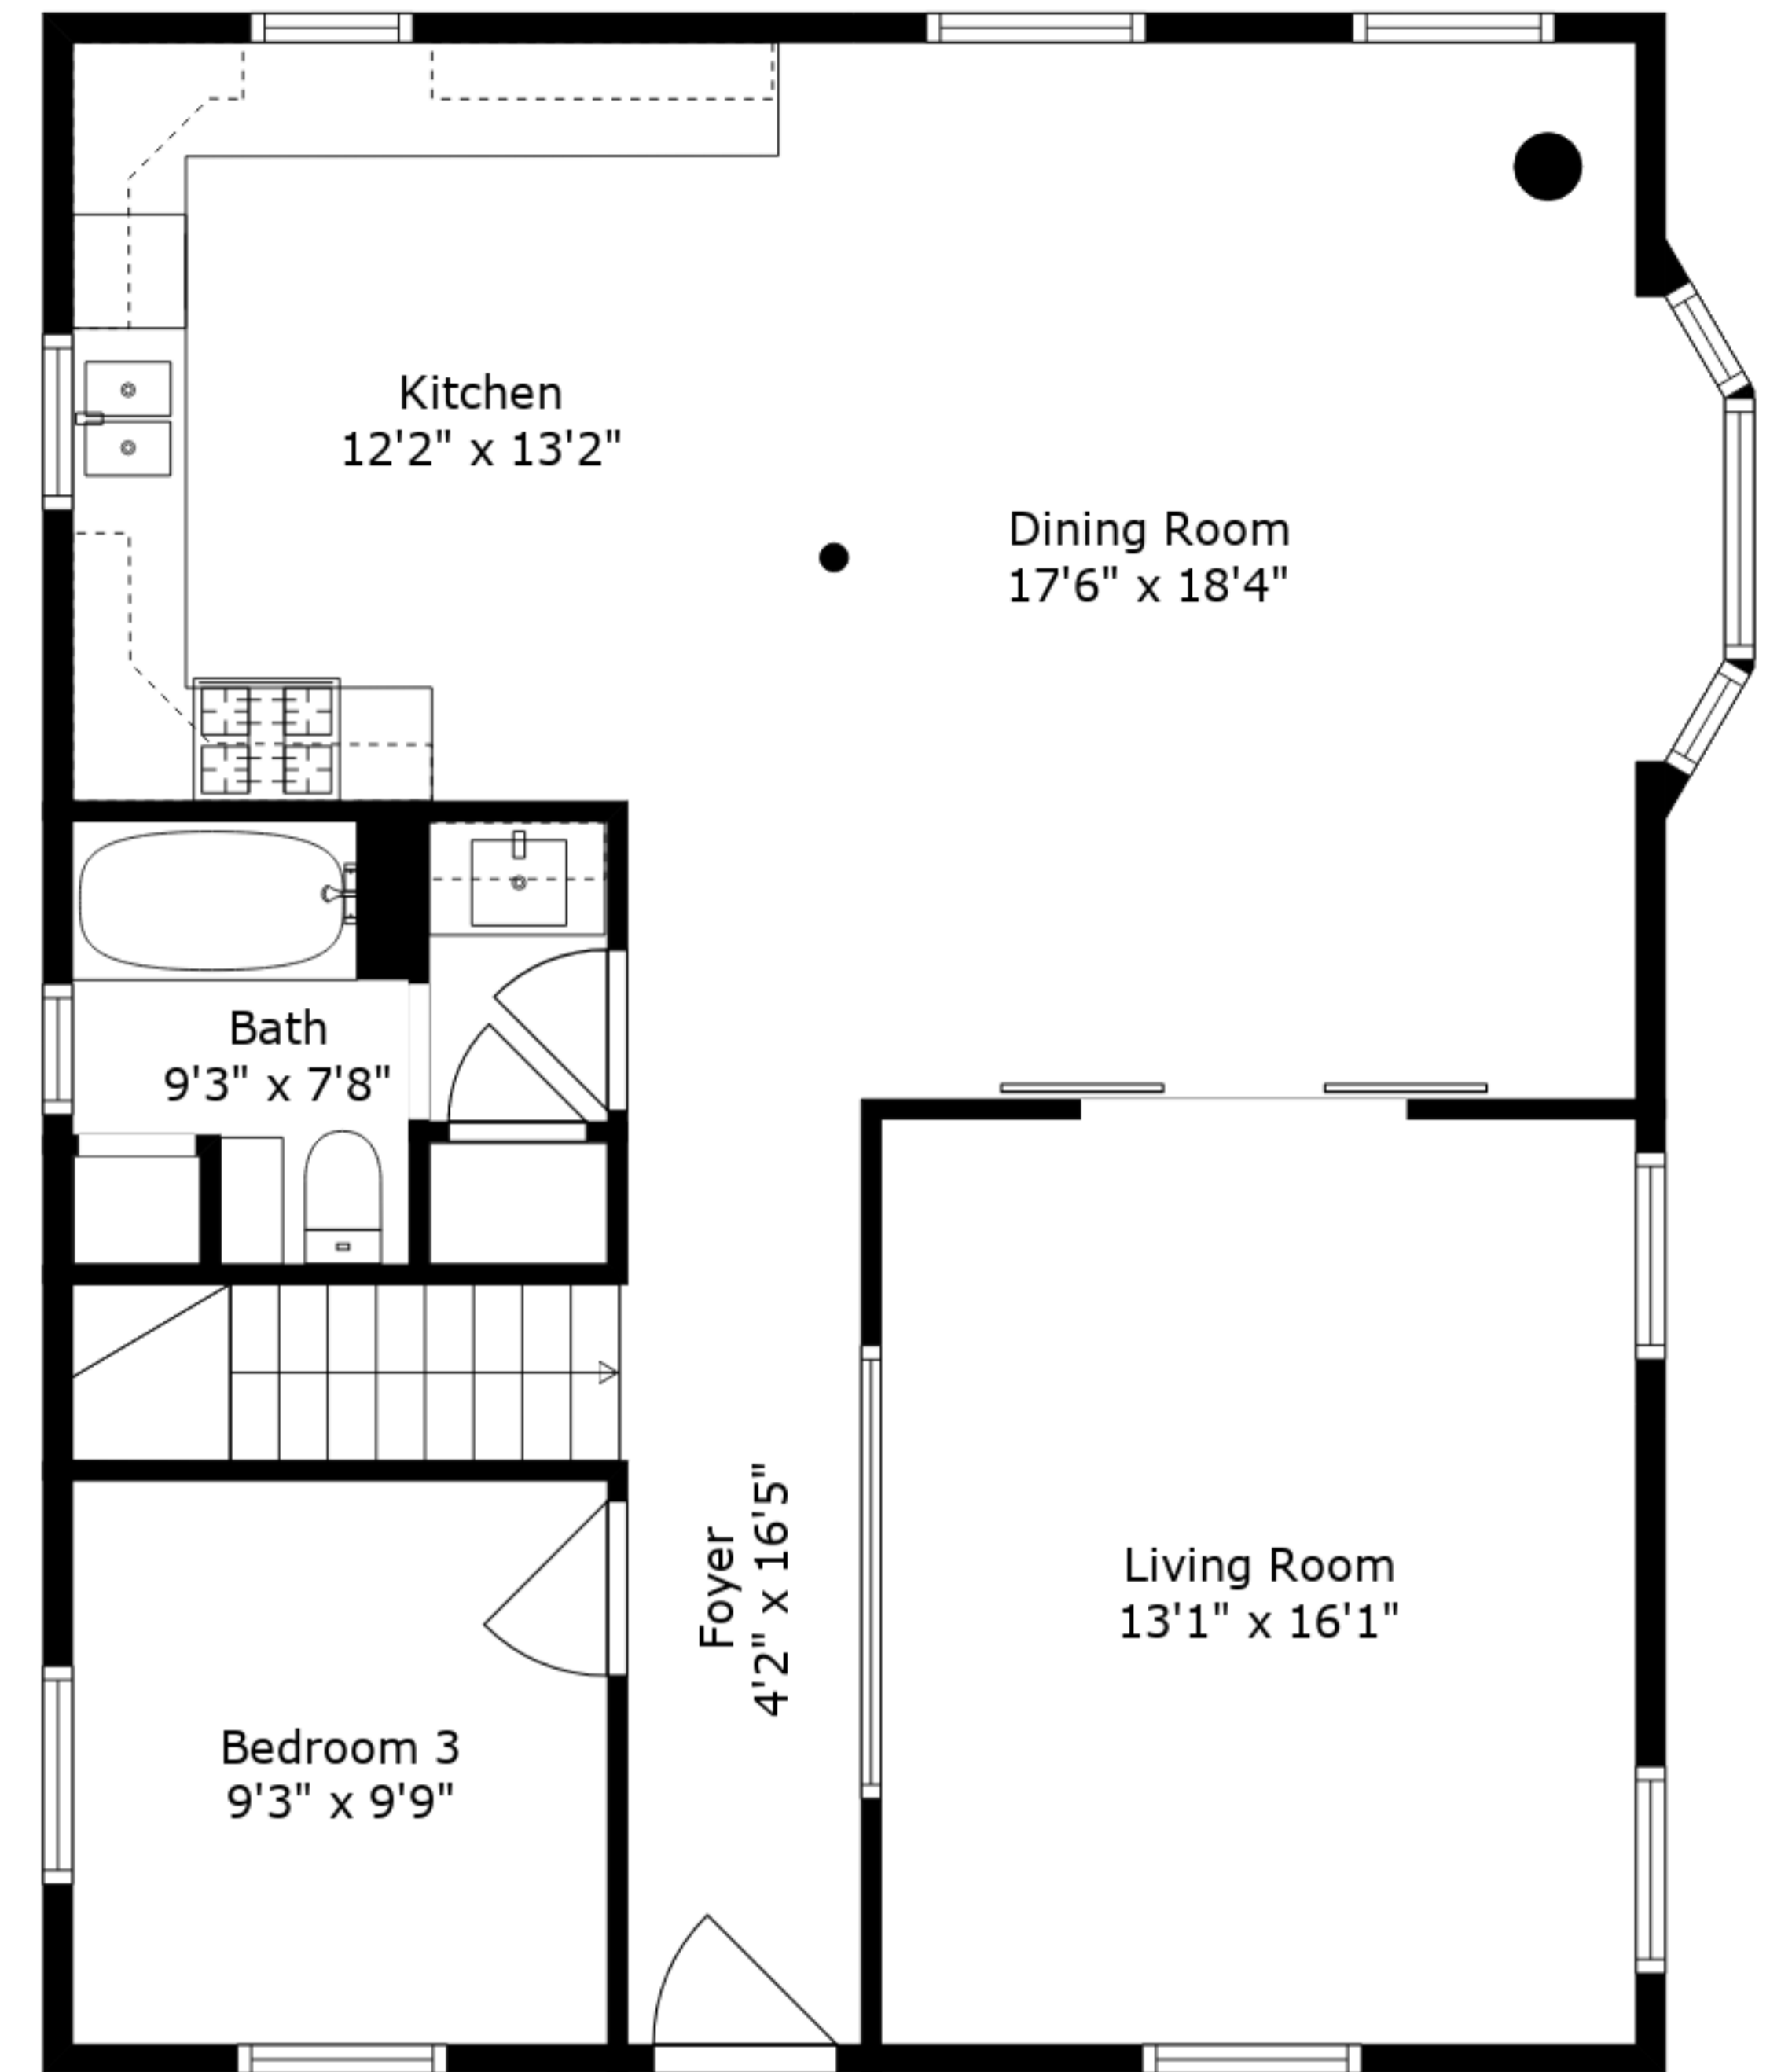 Kitchen
12'2" x 13'2"
Dining Room
17'6" x 18'4"
Bath
9'3" x 7'8"
Foyer
4'2" x 16'5"
Living Room
13'1" x 16'1"
Bedroom 3
9'3" x 9'9"